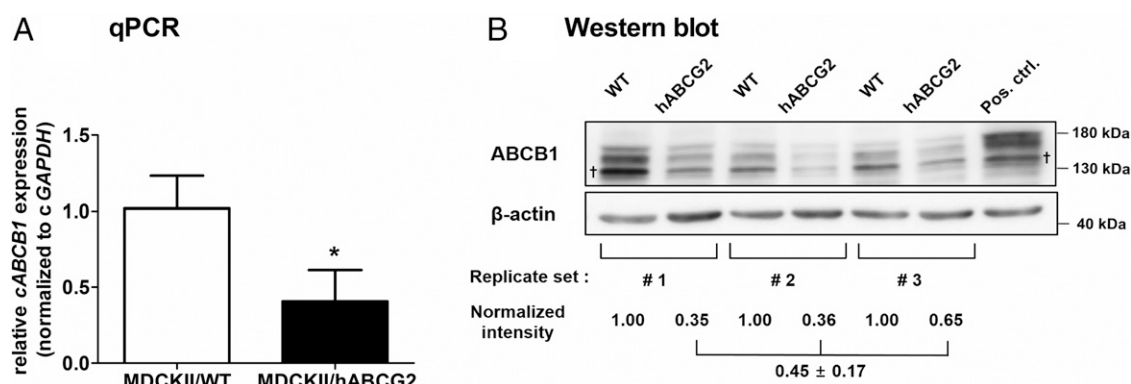 A
qPCR
relative cABCB1 expression
(normalized to cGAPDH)
1.5
1.0
0.5
0.0
*
MDCKII/WT
MDCKII/hABCG2
B
Western blot
WT
hABCG2
WT
hABCG2
WT
hABCG2
Pos. ctrl.
ABCB1
†
†
180 kDa
130 kDa
β-actin
40 kDa
Replicate set :
# 1
# 2
# 3
Normalized
intensity
1.00
0.35
1.00
0.36
1.00
0.65
0.45 ± 0.17